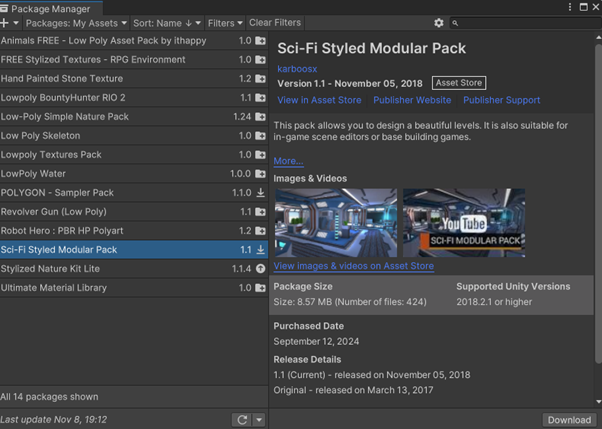 Package Manager
+ Packages: My Assets Sort: Name ↓ Filters Clear Filters
Animals FREE - Low Poly Asset Pack by ithappy 1.0
FREE Stylized Textures - RPG Environment 1.0
Hand Painted Stone Texture 1.2
Lowpoly BountyHunter RIO 2 1.1
Low-Poly Simple Nature Pack 1.24
Low Poly Skeleton 1.0
Lowpoly Textures Pack 1.0
LowPoly Water 1.0.0
POLYGON - Sampler Pack 1.1.0
Revolver Gun (Low Poly) 1.1
Robot Hero : PBR HP Polyart 1.2
Sci-Fi Styled Modular Pack 1.1
Stylized Nature Kit Lite 1.1.4
Ultimate Material Library 1.0
All 14 packages shown
Last update Nov 8, 19:12
Sci-Fi Styled Modular Pack
karboosx
Version 1.1 - November 05, 2018 Asset Store
View in Asset Store Publisher Website Publisher Support
This pack allows you to design a beautiful levels. It is also suitable for
in-game scene editors or base building games.
More...
Images & Videos
YouTube
SCI-FI MODULAR PACK
View images & videos on Asset Store
Package Size Supported Unity Versions
Size: 8.57 MB (Number of files: 424) 2018.2.1 or higher
Purchased Date
September 12, 2024
Release Details
1.1 (Current) - released on November 05, 2018
Original - released on March 13, 2017
Download